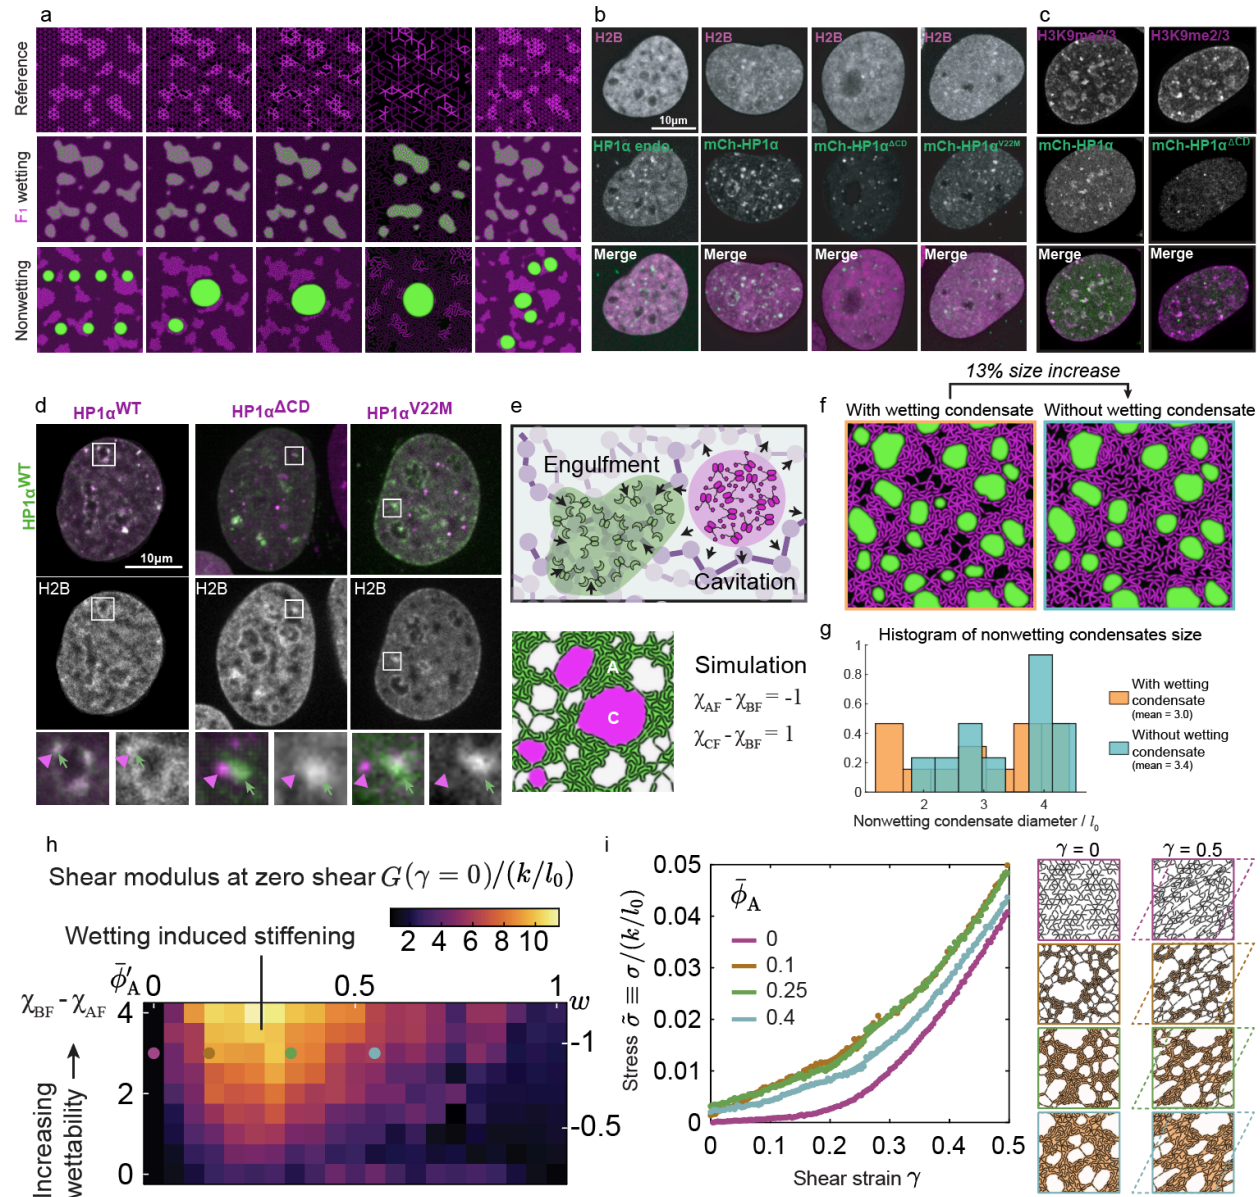 a
Reference
F₁ wetting
Nonwetting
b
H2B
H2B
H2B
H2B
10μm
HP1α endo.
mCh-HP1α
mCh-HP1α^ΔCD
mCh-HP1α^V22M
Merge
Merge
Merge
Merge
c
H3K9me2/3
H3K9me2/3
mCh-HP1α
mCh-HP1α^ΔCD
Merge
Merge
d
HP1α^WT
HP1α^ΔCD
HP1α^V22M
HP1α^WT
10μm
H2B
H2B
H2B
e
Engulfment
Cavitation
A
C
Simulation
χ_AF - χ_BF = -1
χ_CF - χ_BF = 1
13% size increase
f
With wetting condensate
Without wetting condensate
g
Histogram of nonwetting condensates size
1
0.8
0.6
0.4
0.2
0
2
3
4
Nonwetting condensate diameter / l₀
With wetting
condensate
(mean = 3.0)
Without wetting
condensate
(mean = 3.4)
h
Shear modulus at zero shear G(γ = 0)/(k/l₀)
2 4 6 8 10
Wetting induced stiffening
ϕ̄′_A
0
0.5
1
w
χ_BF - χ_AF
4
2
0
-1
-0.5
Increasing
wettability
i
0.05
0.04
0.03
0.02
0.01
0
Stress σ̃ ≡ σ/(k/l₀)
ϕ̄_A
0
0.1
0.25
0.4
0
0.1
0.2
0.3
0.4
0.5
Shear strain γ
γ = 0
γ = 0.5